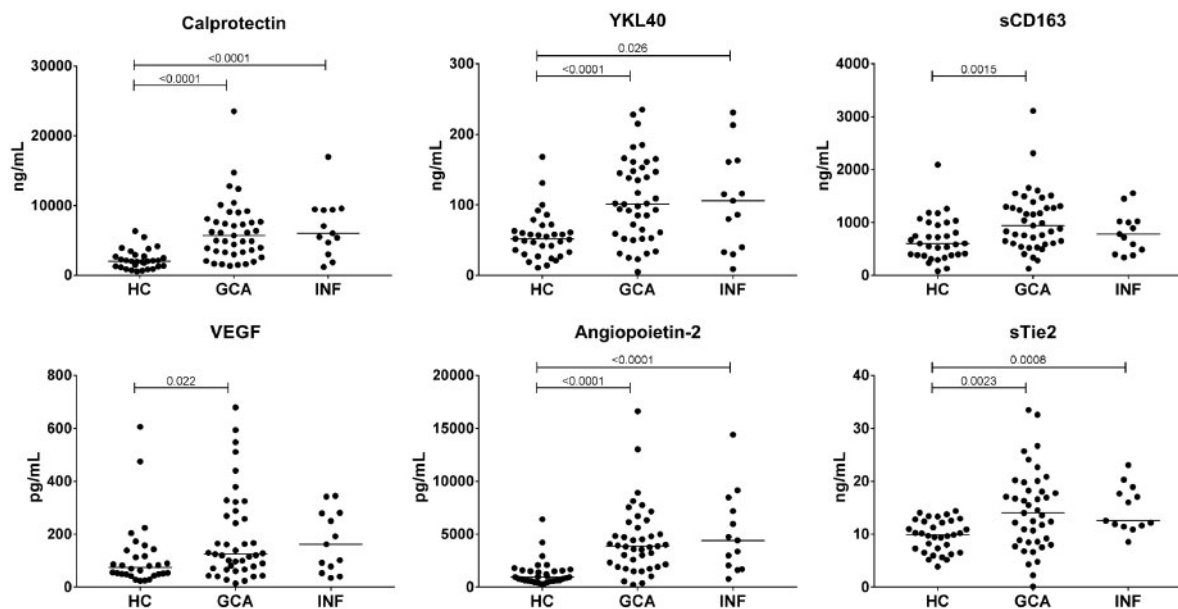 Calprotectin
<0.0001
<0.0001
30000
20000
10000
0
ng/mL
HC GCA INF
YKL40
0.026
<0.0001
300
200
100
0
ng/mL
HC GCA INF
sCD163
0.0015
4000
3000
2000
1000
0
ng/mL
HC GCA INF
VEGF
0.022
800
600
400
200
0
pg/mL
HC GCA INF
Angiopoietin-2
<0.0001
<0.0001
20000
15000
10000
5000
0
pg/mL
HC GCA INF
sTie2
0.0008
0.0023
40
30
20
10
0
ng/mL
HC GCA INF